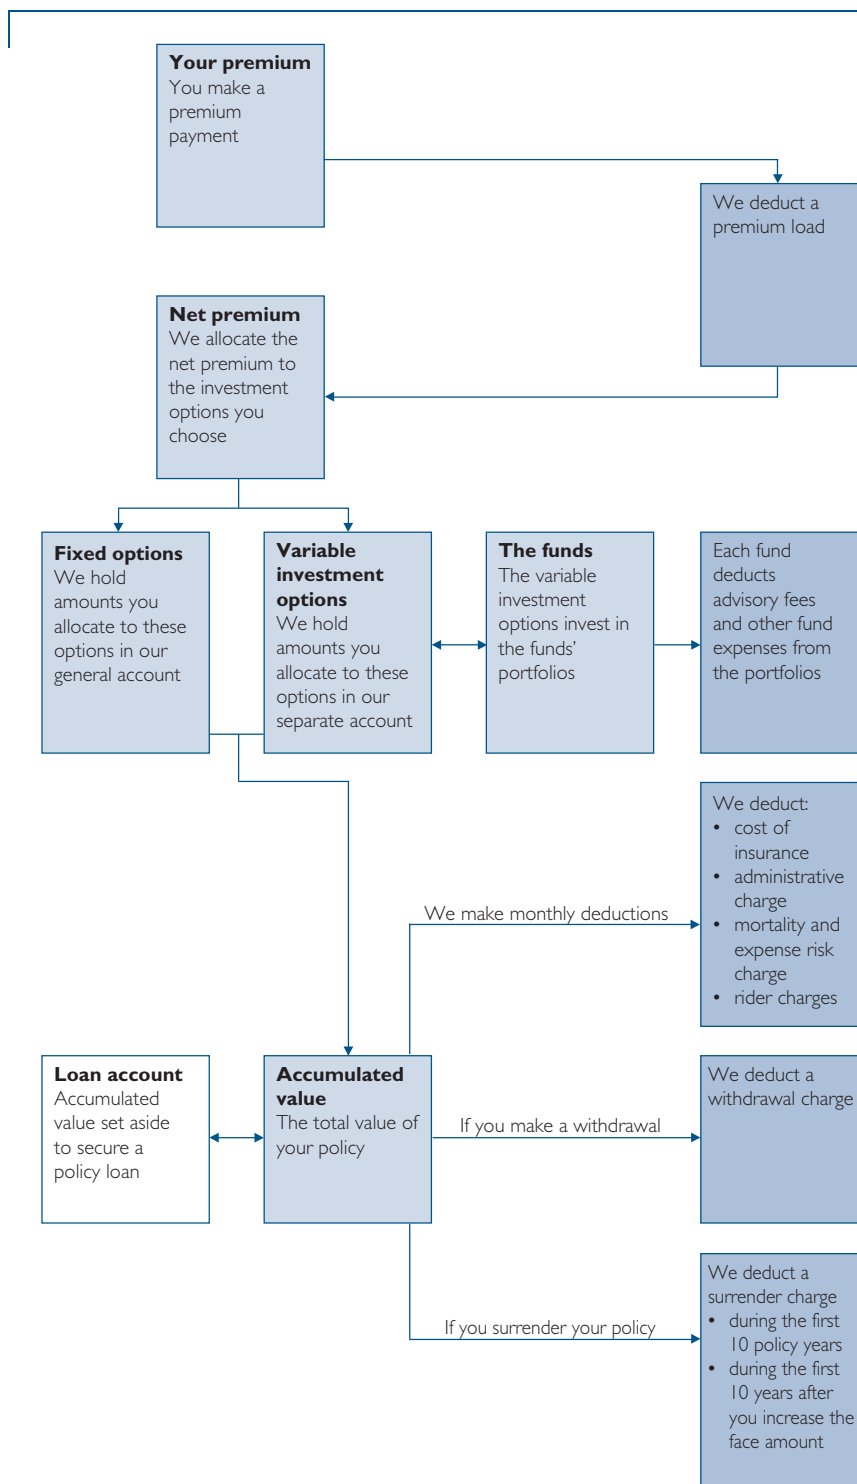 Your premium
You make a
premium
payment
We deduct a
premium load
Net premium
We allocate the
net premium to
the investment
options you
choose
Fixed options
We hold
amounts you
allocate to these
options in our
general account
Variable
investment
options
We hold
amounts you
allocate to these
options in our
separate account
The funds
The variable
investment
options invest in
the funds’
portfolios
Each fund
deducts
advisory fees
and other fund
expenses from
the portfolios
We make monthly deductions
We deduct:
• cost of
insurance
• administrative
charge
• mortality and
expense risk
charge
• rider charges
Loan account
Accumulated
value set aside
to secure a
policy loan
Accumulated
value
The total value of
your policy
If you make a withdrawal
We deduct a
withdrawal charge
If you surrender your policy
We deduct a
surrender charge
• during the first
10 policy years
• during the first
10 years after
you increase the
face amount